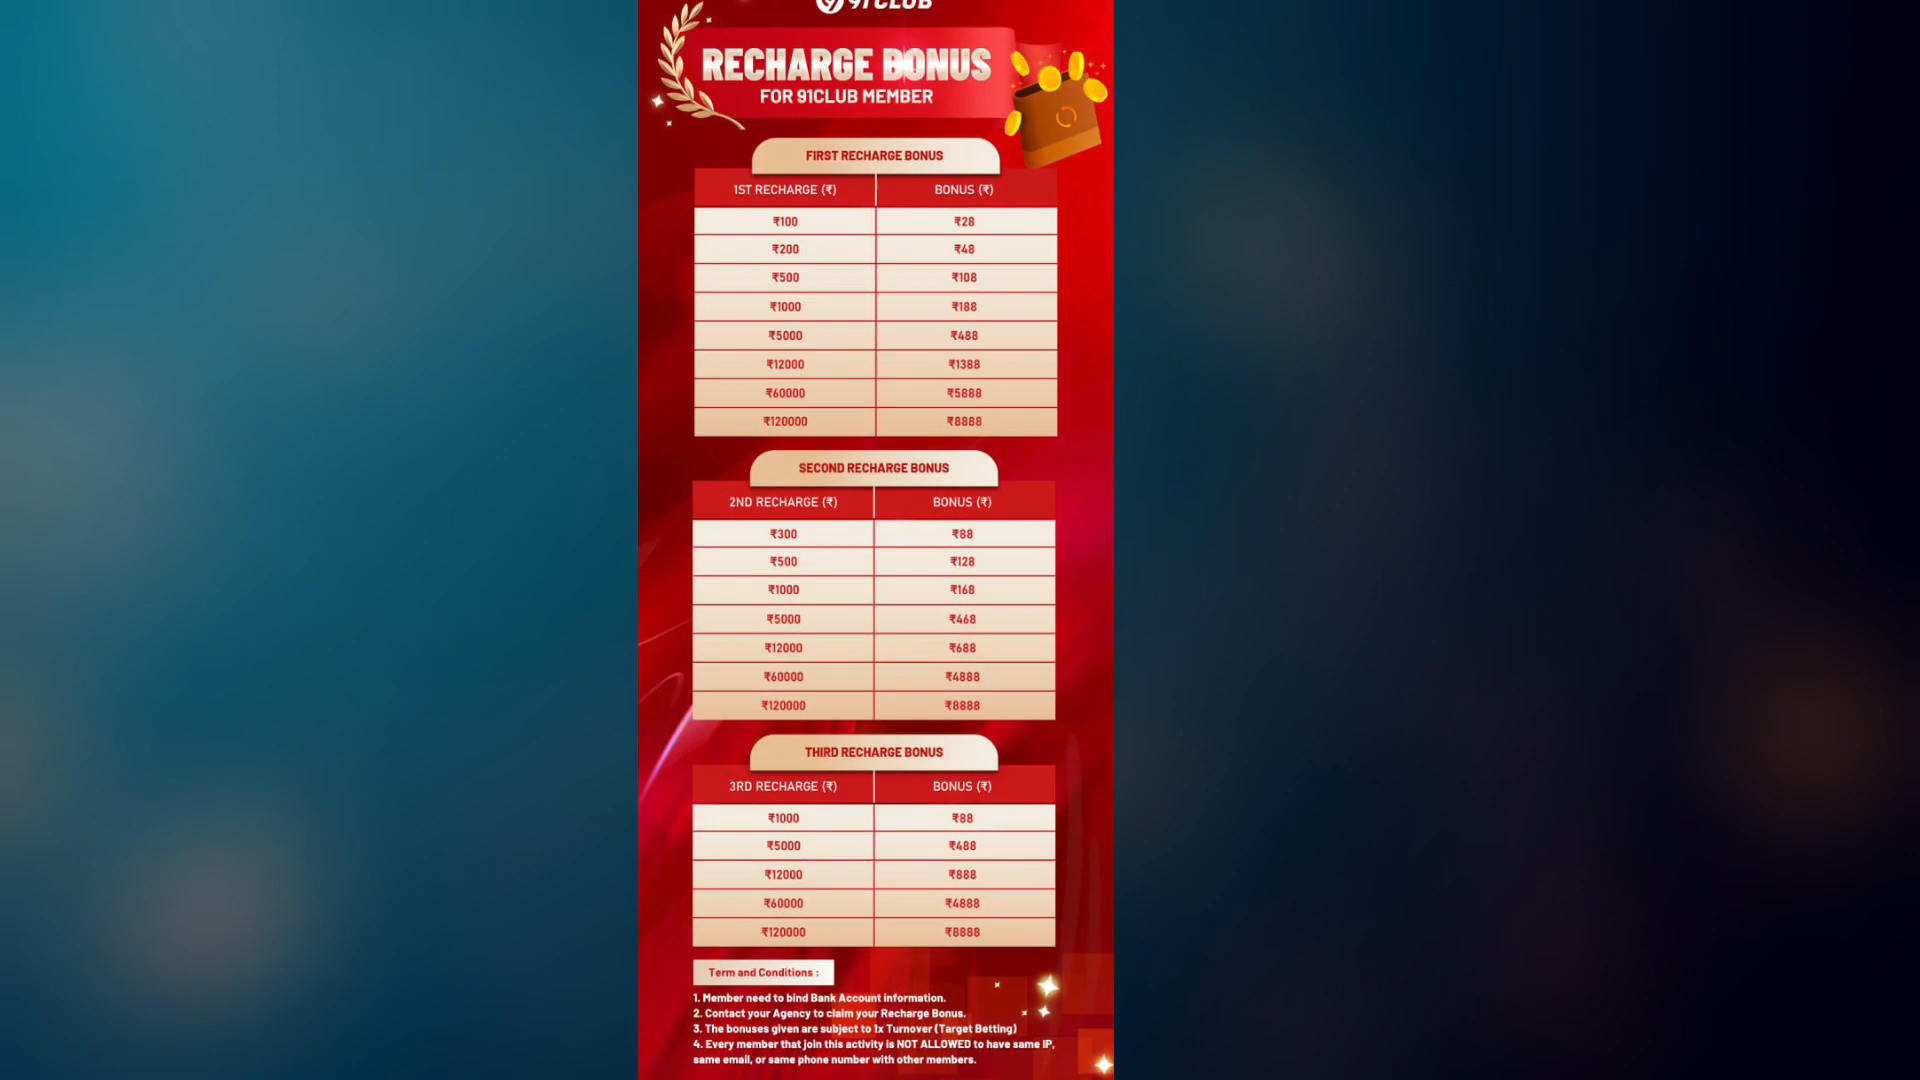 91CLUB
RECHARGE BONUS
FOR 91CLUB MEMBER
FIRST RECHARGE BONUS
1ST RECHARGE (₹) BONUS (₹)
₹100 ₹28
₹200 ₹48
₹500 ₹108
₹1000 ₹188
₹5000 ₹488
₹12000 ₹1388
₹60000 ₹5888
₹120000 ₹8888
SECOND RECHARGE BONUS
2ND RECHARGE (₹) BONUS (₹)
₹300 ₹88
₹500 ₹128
₹1000 ₹168
₹5000 ₹468
₹12000 ₹688
₹60000 ₹4888
₹120000 ₹8888
THIRD RECHARGE BONUS
3RD RECHARGE (₹) BONUS (₹)
₹1000 ₹88
₹5000 ₹488
₹12000 ₹888
₹60000 ₹4888
₹120000 ₹8888
Term and Conditions :
1. Member need to bind Bank Account information.
2. Contact your Agency to claim your Recharge Bonus.
3. The bonuses given are subject to 1x Turnover (Target Betting)
4. Every member that join this activity is NOT ALLOWED to have same IP,
same email, or same phone number with other members.